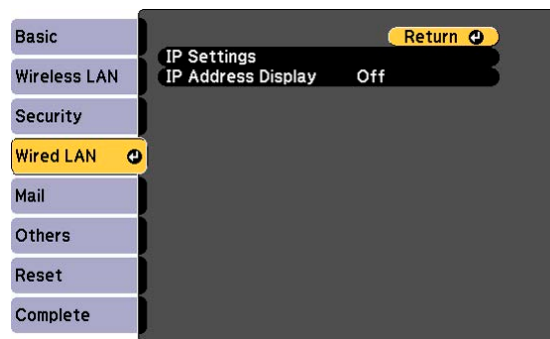 Basic
Wireless LAN
Security
Wired LAN
Mail
Others
Reset
Complete
Return
IP Settings
IP Address Display Off